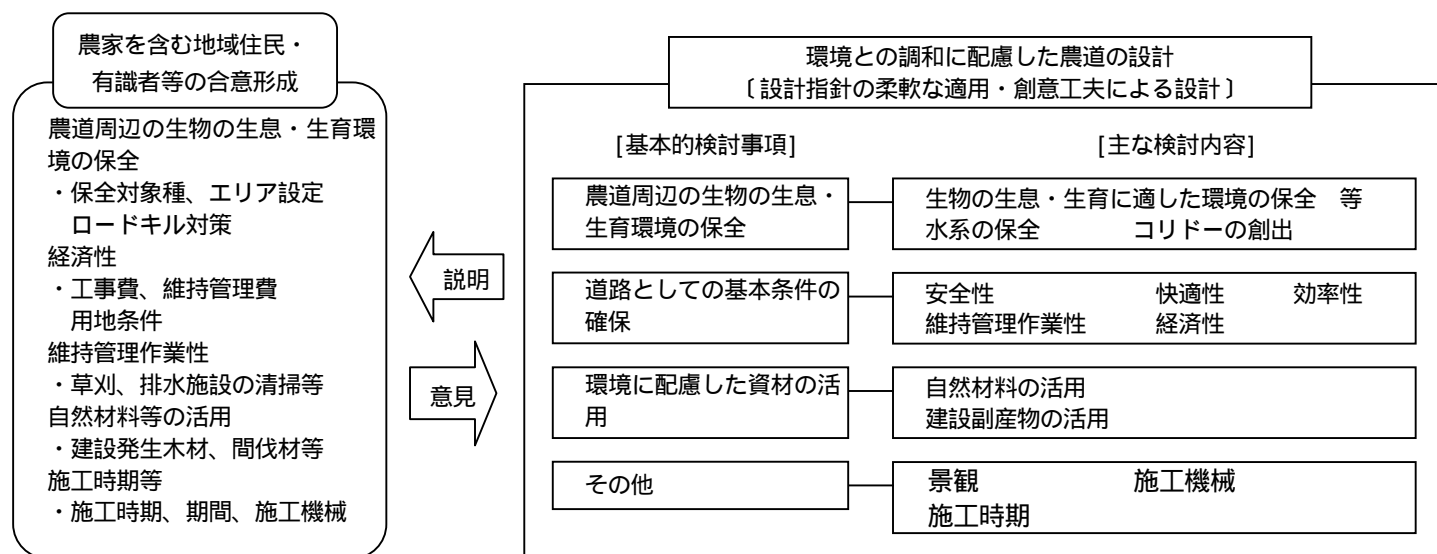 農家を含む地域住民・
有識者等の合意形成
農道周辺の生物の生息・生育環
境の保全
・保全対象種、エリア設定
ロードキル対策
経済性
・工事費、維持管理費
用地条件
維持管理作業性
・草刈、排水施設の清掃等
自然材料等の活用
・建設発生木材、間伐材等
施工時期等
・施工時期、期間、施工機械
説明
意見
環境との調和に配慮した農道の設計
〔設計指針の柔軟な適用・創意工夫による設計〕
[基本的検討事項]
[主な検討内容]
農道周辺の生物の生息・
生育環境の保全
生物の生息・生育に適した環境の保全 等
水系の保全 コリドーの創出
道路としての基本条件の
確保
安全性 快適性 効率性
維持管理作業性 経済性
環境に配慮した資材の活
用
自然材料の活用
建設副産物の活用
その他
景観 施工機械
施工時期